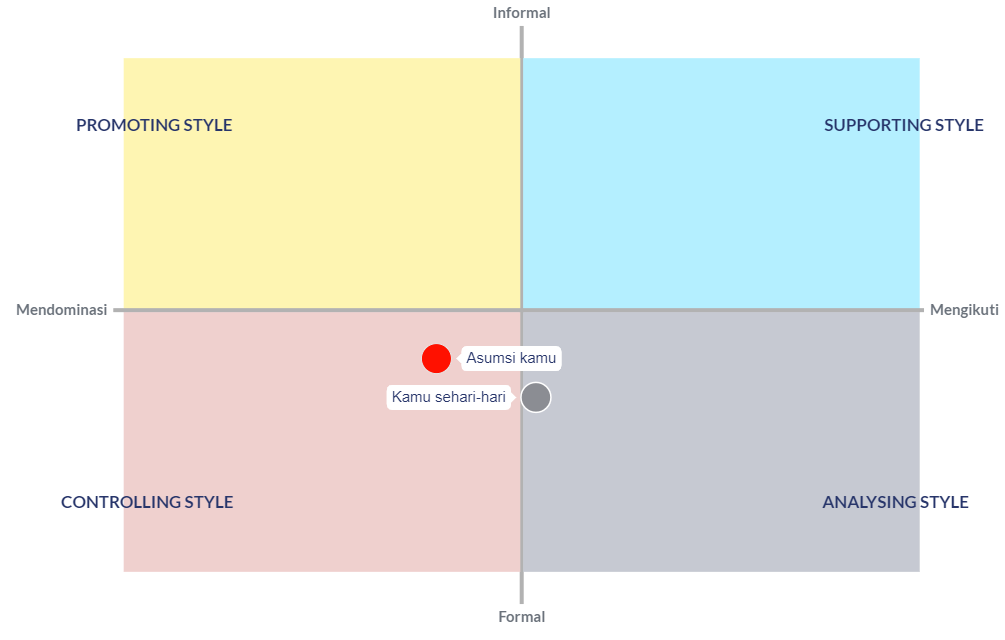 Informal
PROMOTING STYLE
SUPPORTING STYLE
Mendominasi
Mengikuti
Asumsi kamu
Kamu sehari-hari
CONTROLLING STYLE
ANALYSING STYLE
Formal